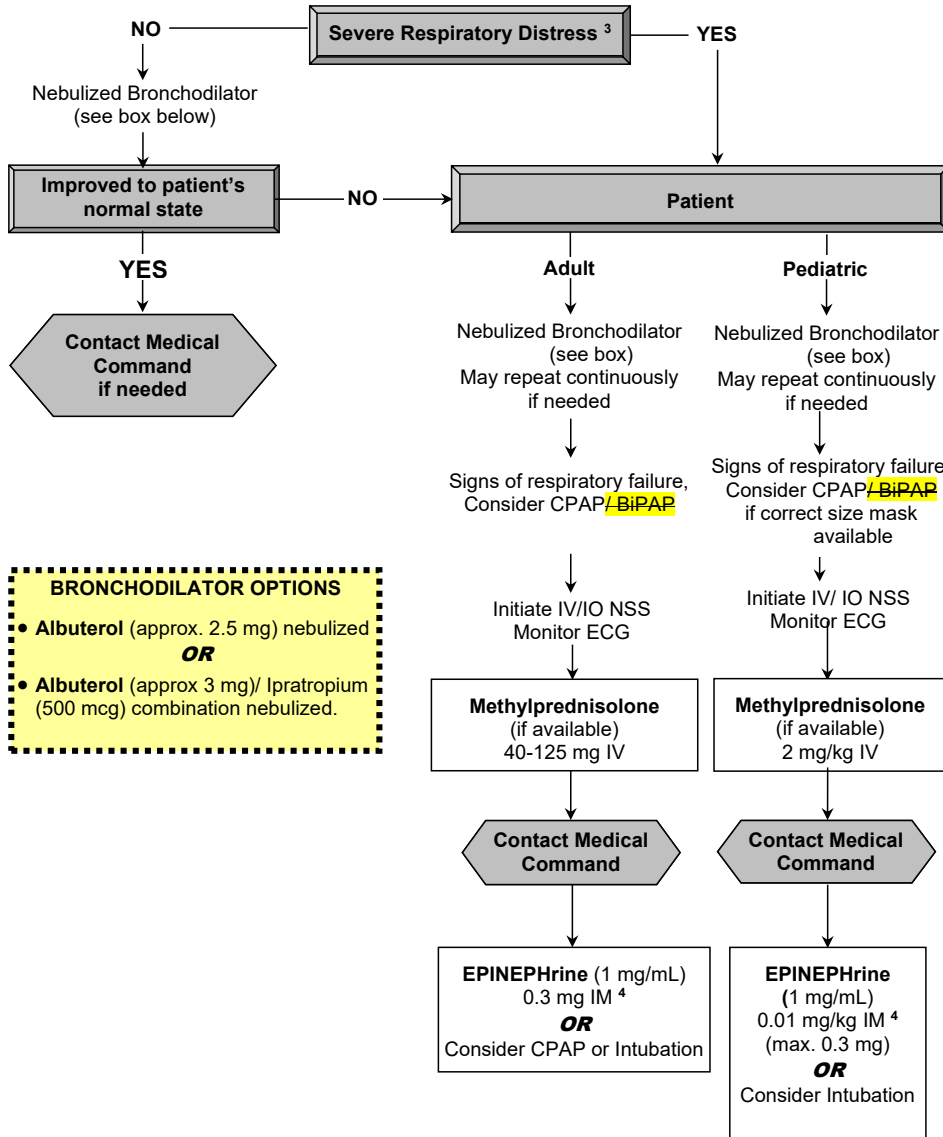 NO
Severe Respiratory Distress ³
YES
Nebulized Bronchodilator
(see box below)
Improved to patient's
normal state
NO
Patient
YES
Contact Medical
Command
if needed
Adult
Nebulized Bronchodilator
(see box)
May repeat continuously
if needed
Signs of respiratory failure,
Consider CPAP/ BiPAP
Initiate IV/IO NSS
Monitor ECG
Methylprednisolone
(if available)
40-125 mg IV
Contact Medical
Command
EPINEPHrine (1 mg/mL)
0.3 mg IM ⁴
OR
Consider CPAP or Intubation
Pediatric
Nebulized Bronchodilator
(see box)
May repeat continuously
if needed
Signs of respiratory failure
Consider CPAP/ BiPAP
if correct size mask
available
Initiate IV/ IO NSS
Monitor ECG
Methylprednisolone
(if available)
2 mg/kg IV
Contact Medical
Command
EPINEPHrine
(1 mg/mL)
0.01 mg/kg IM ⁴
(max. 0.3 mg)
OR
Consider Intubation
BRONCHODILATOR OPTIONS
• Albuterol (approx. 2.5 mg) nebulized
OR
• Albuterol (approx 3 mg)/ Ipratropium
(500 mcg) combination nebulized.